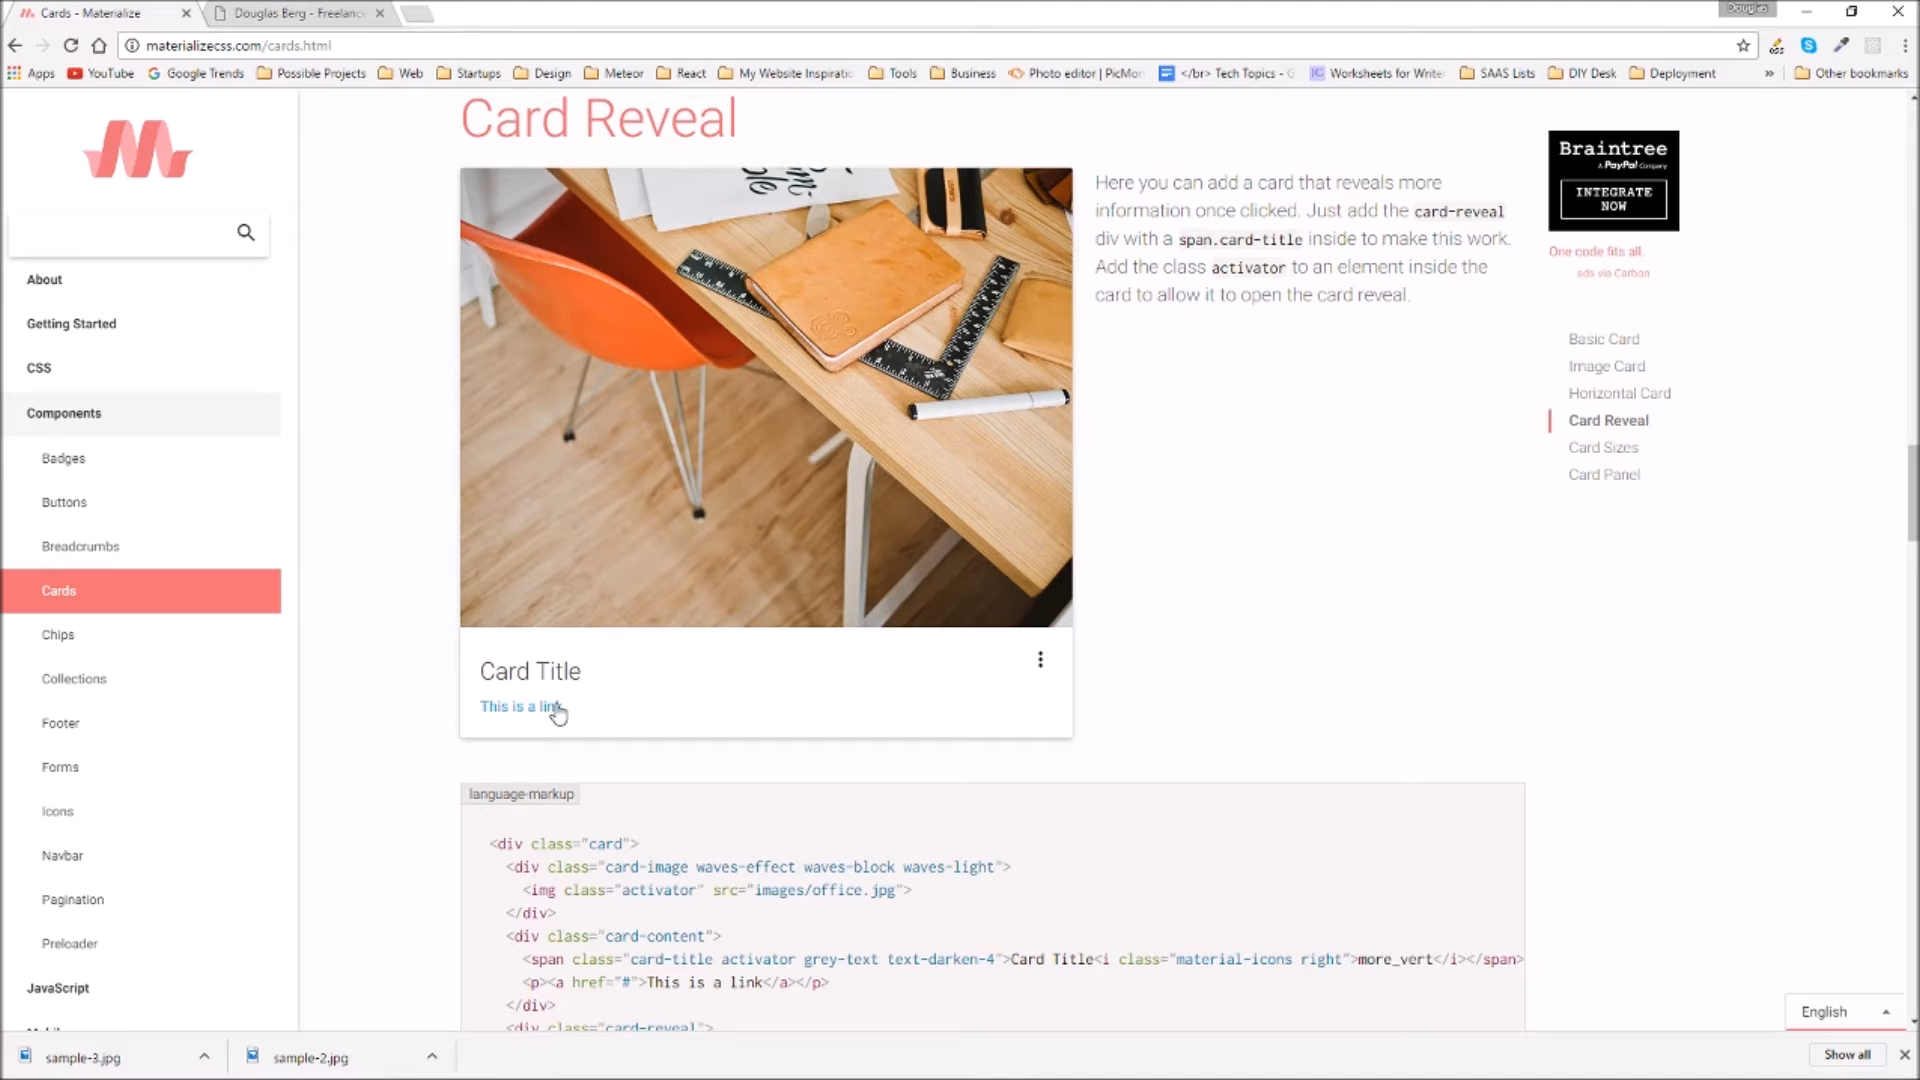 Cards - Materialize
Douglas Berg - Freelance
Douglas
materializecss.com/cards.html
Apps
YouTube
Google Trends
Possible Projects
Web
Startups
Design
Meteor
React
My Website Inspiratic
Tools
Business
Photo editor | PicMon
</br> Tech Topics - G
Worksheets for Writer
SAAS Lists
DIY Desk
Deployment
»
Other bookmarks
About
Getting Started
CSS
Components
Badges
Buttons
Breadcrumbs
Cards
Chips
Collections
Footer
Forms
Icons
Navbar
Pagination
Preloader
JavaScript
Card Reveal
Here you can add a card that reveals more
information once clicked. Just add the card-reveal
div with a span.card-title inside to make this work.
Add the class activator to an element inside the
card to allow it to open the card reveal.
Card Title
This is a link
language-markup
<div class="card">
<div class="card-image waves-effect waves-block waves-light">
<img class="activator" src="images/office.jpg">
</div>
<div class="card-content">
<span class="card-title activator grey-text text-darken-4">Card Title<i class="material-icons right">more_vert</i></span>
<p><a href="#">This is a link</a></p>
</div>
<div class="card-reveal">
Braintree
A PayPal Company
INTEGRATE
NOW
One code fits all.
ads via Carbon
Basic Card
Image Card
Horizontal Card
Card Reveal
Card Sizes
Card Panel
English
sample-3.jpg
sample-2.jpg
Show all